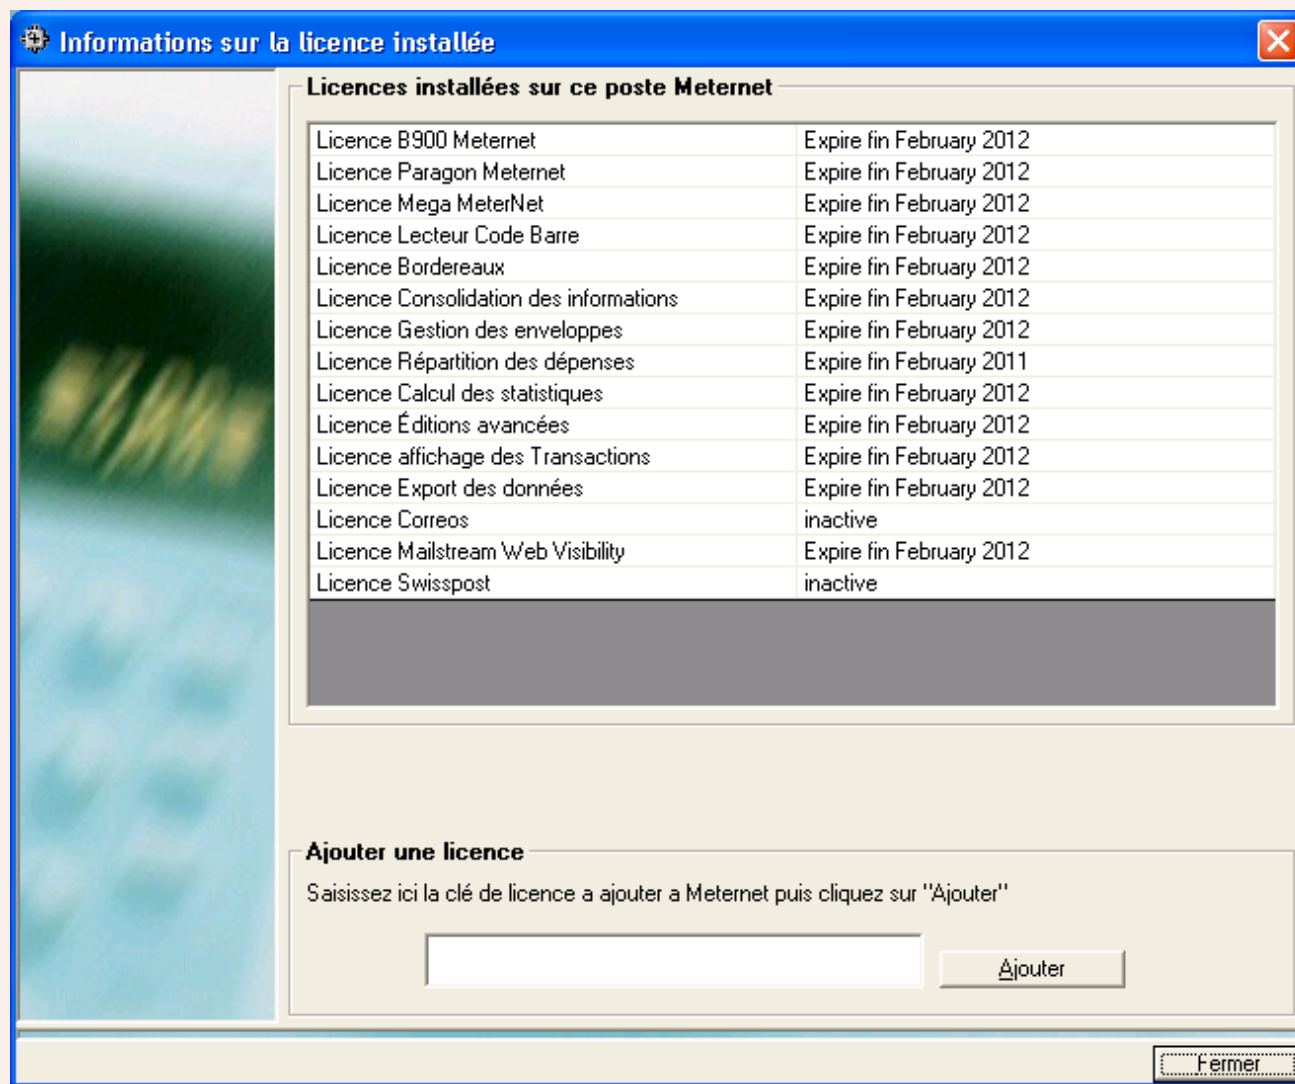 Informations sur la licence installée
Licences installées sur ce poste Meternet
Licence B900 Meternet Expire fin February 2012
Licence Paragon Meternet Expire fin February 2012
Licence Mega MeterNet Expire fin February 2012
Licence Lecteur Code Barre Expire fin February 2012
Licence Bordereaux Expire fin February 2012
Licence Consolidation des informations Expire fin February 2012
Licence Gestion des enveloppes Expire fin February 2012
Licence Répartition des dépenses Expire fin February 2011
Licence Calcul des statistiques Expire fin February 2012
Licence Éditions avancées Expire fin February 2012
Licence affichage des Transactions Expire fin February 2012
Licence Export des données Expire fin February 2012
Licence Correos inactive
Licence Mailstream Web Visibility Expire fin February 2012
Licence Swisspost inactive
Ajouter une licence
Saisissez ici la clé de licence a ajouter a Meternet puis cliquez sur "Ajouter"
Ajouter
Fermer